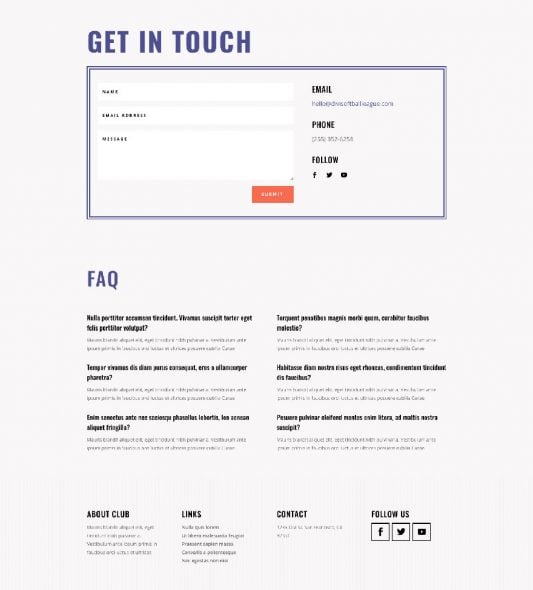 GET IN TOUCH
NAME
EMAIL ADDRESS
MESSAGE
SUBMIT
EMAIL
hello@divisoftballleague.com
PHONE
(255) 352-6258
FOLLOW
FAQ
Nulla porttitor accumsan tincidunt. Vivamus suscipit tortor eget
felis porttitor volutpat?
Mauris blandit aliquet elit, eget tincidunt nibh pulvinar a. Vestibulum ante
ipsum primis in faucibus orci luctus et ultrices posuere cubilia Curae
Torquent penatibus magnis morbi quam, curabitur faucibus
molestie?
Mauris blandit aliquet elit, eget tincidunt nibh pulvinar a. Vestibulum ante
ipsum primis in faucibus orci luctus et ultrices posuere cubilia Curae
Tempor vivamus dis diam purus consequat, eros a ullamcorper
pharetra?
Mauris blandit aliquet elit, eget tincidunt nibh pulvinar a. Vestibulum ante
ipsum primis in faucibus orci luctus et ultrices posuere cubilia Curae
Habitasse diam nostra risus eget rhoncus, condimentum tincidunt
dis faucibus?
Mauris blandit aliquet elit, eget tincidunt nibh pulvinar a. Vestibulum ante
ipsum primis in faucibus orci luctus et ultrices posuere cubilia Curae
Enim senectus ante nec sociosqu phasellus lobortis, leo aenean
aliquet fringilla?
Mauris blandit aliquet elit, eget tincidunt nibh pulvinar a. Vestibulum ante
ipsum primis in faucibus orci luctus et ultrices posuere cubilia Curae
Posuere pulvinar eleifend montes enim litora, ad mattis nostra
suscipit?
Mauris blandit aliquet elit, eget tincidunt nibh pulvinar a. Vestibulum ante
ipsum primis in faucibus orci luctus et ultrices posuere cubilia Curae
ABOUT CLUB
Mauris blandit aliquet elit, eget
tincidunt nibh pulvinar a.
Vestibulum ante ipsum primis in
faucibus orci luctus et ultrices
LINKS
Nulla quis lorem
Ut libero malesuada feugiat
Praesent sapien massa
Convallis a pellentesque
Nec egestas non nisi
CONTACT
Divi St. San Francisco, CA
FOLLOW US